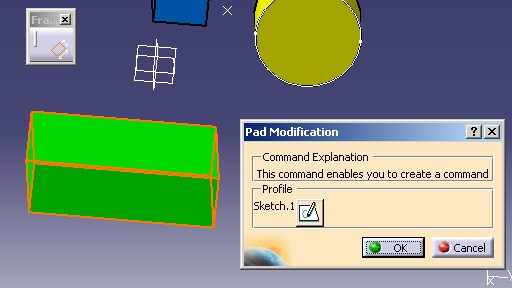 Fra...
Pad Modification
Command Explanation
This command enables you to create a command
Profile
Sketch.1
OK
Cancel